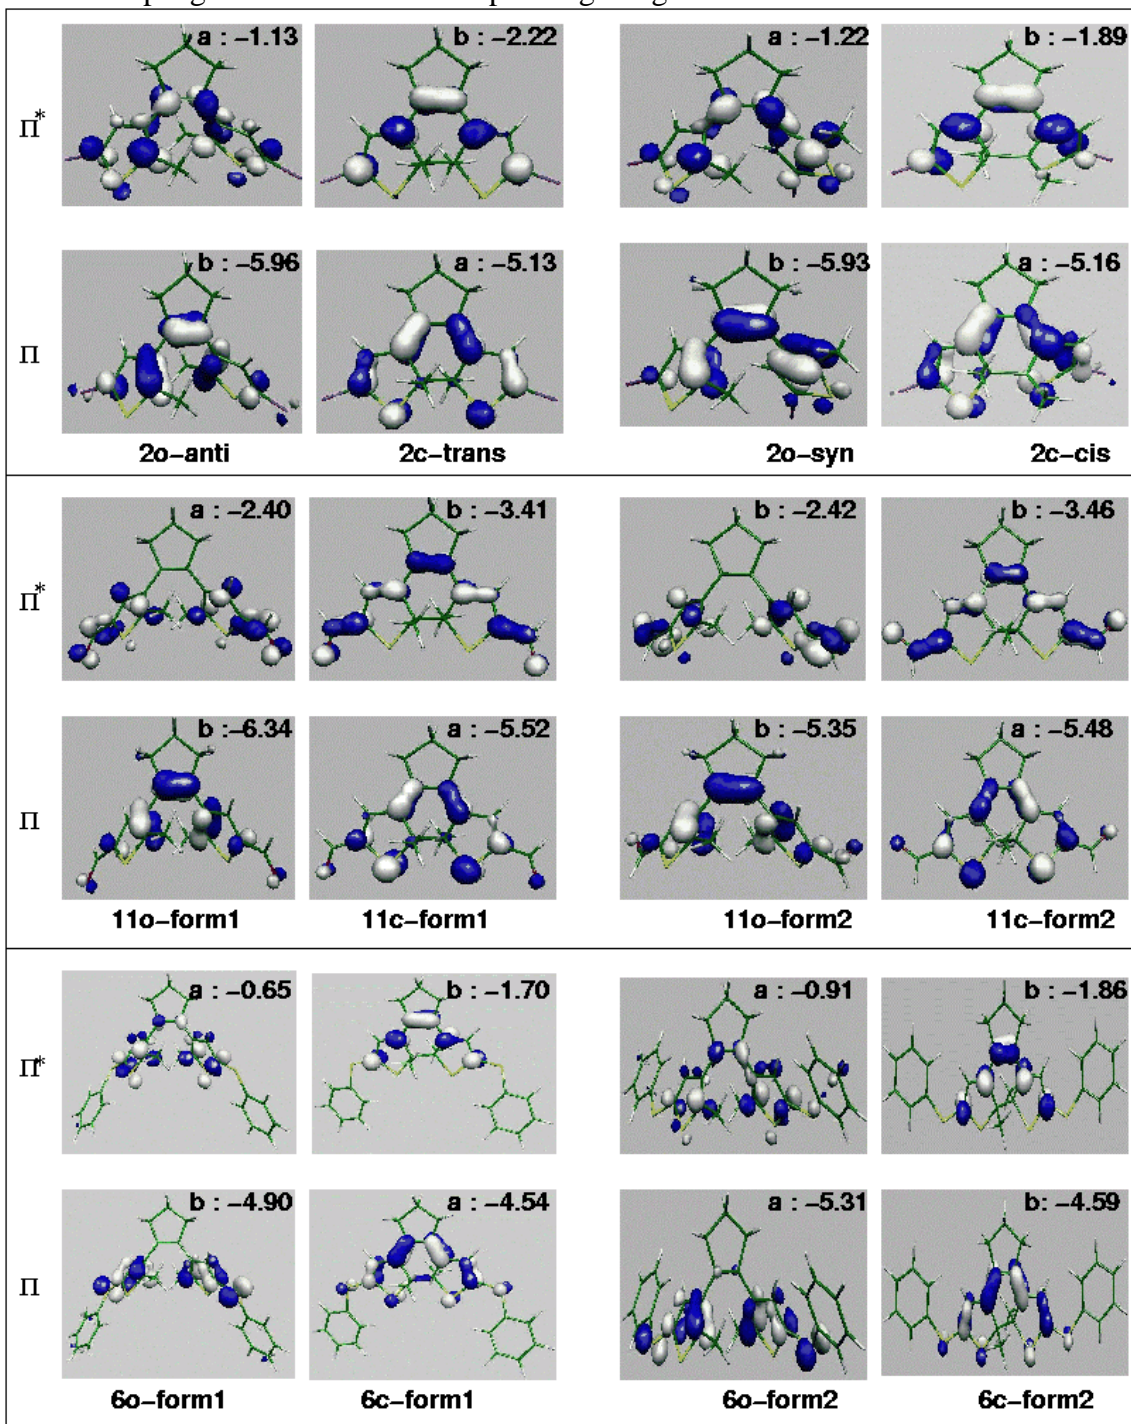 a : −1.13 b : −2.22 a : −1.22 b : −1.89
Π*
b : −5.96 a : −5.13 b : −5.93 a : −5.16
Π
2o−anti 2c−trans 2o−syn 2c−cis
a : −2.40 b : −3.41 b : −2.42 b : −3.46
Π*
b :−6.34 a : −5.52 b : −5.35 a : −5.48
Π
11o−form1 11c−form1 11o−form2 11c−form2
a : −0.65 b : −1.70 a : −0.91 b : −1.86
Π*
b : −4.90 a : −4.54 a : −5.31 b: −4.59
Π
6o−form1 6c−form1 6o−form2 6c−form2